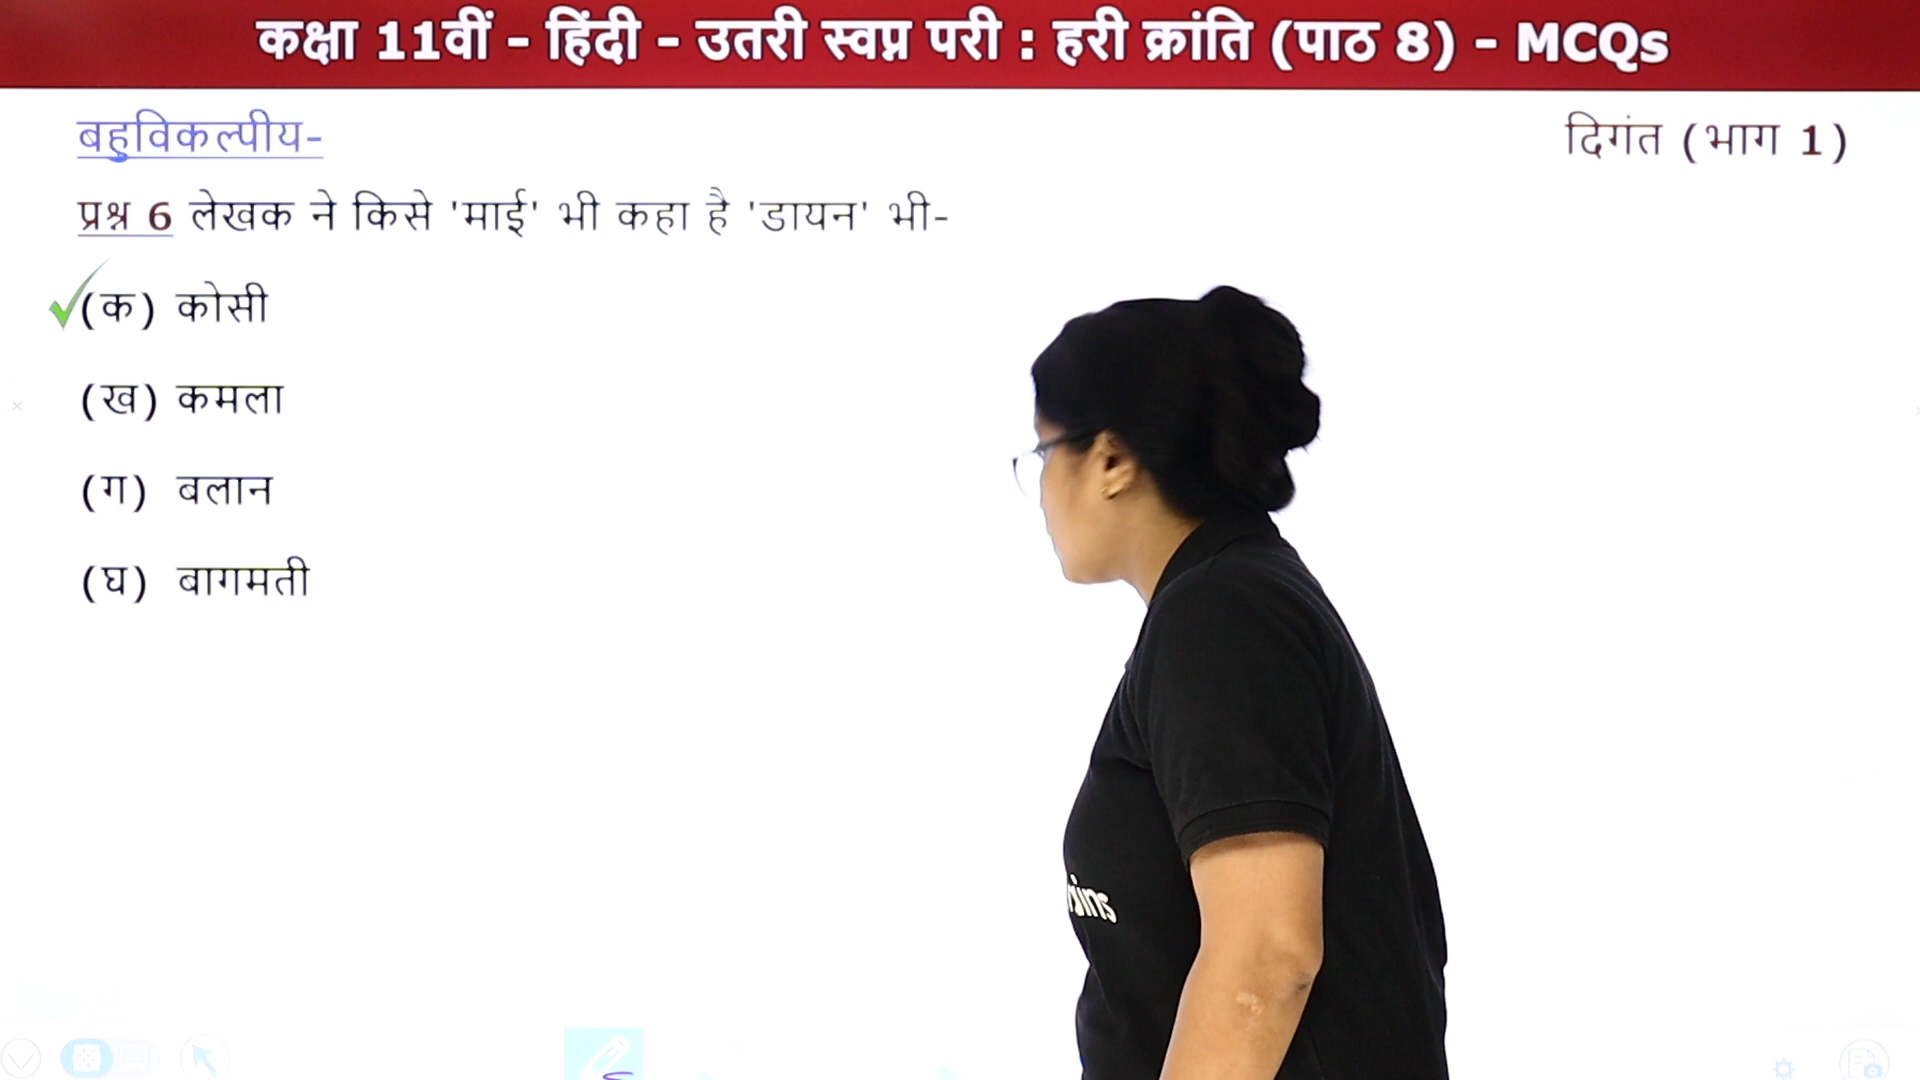 कक्षा 11वीं - हिंदी - उतरी स्वप्न परी : हरी क्रांति (पाठ 8) - MCQs
बहुविकल्पीय-
दिगंत (भाग 1)
प्रश्न 6 लेखक ने किसे 'माई' भी कहा है 'डायन' भी-
(क) कोसी
(ख) कमला
(ग) बलान
(घ) बागमती